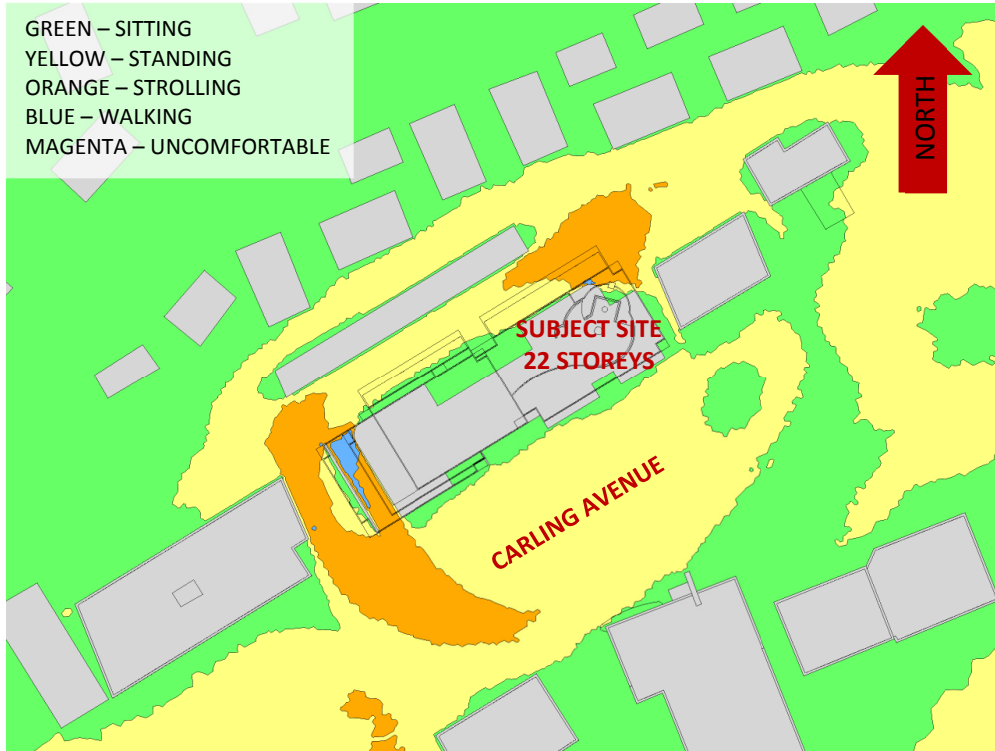 GREEN – SITTING
YELLOW – STANDING
ORANGE – STROLLING
BLUE – WALKING
MAGENTA – UNCOMFORTABLE
NORTH
SUBJECT SITE
22 STOREYS
CARLING AVENUE